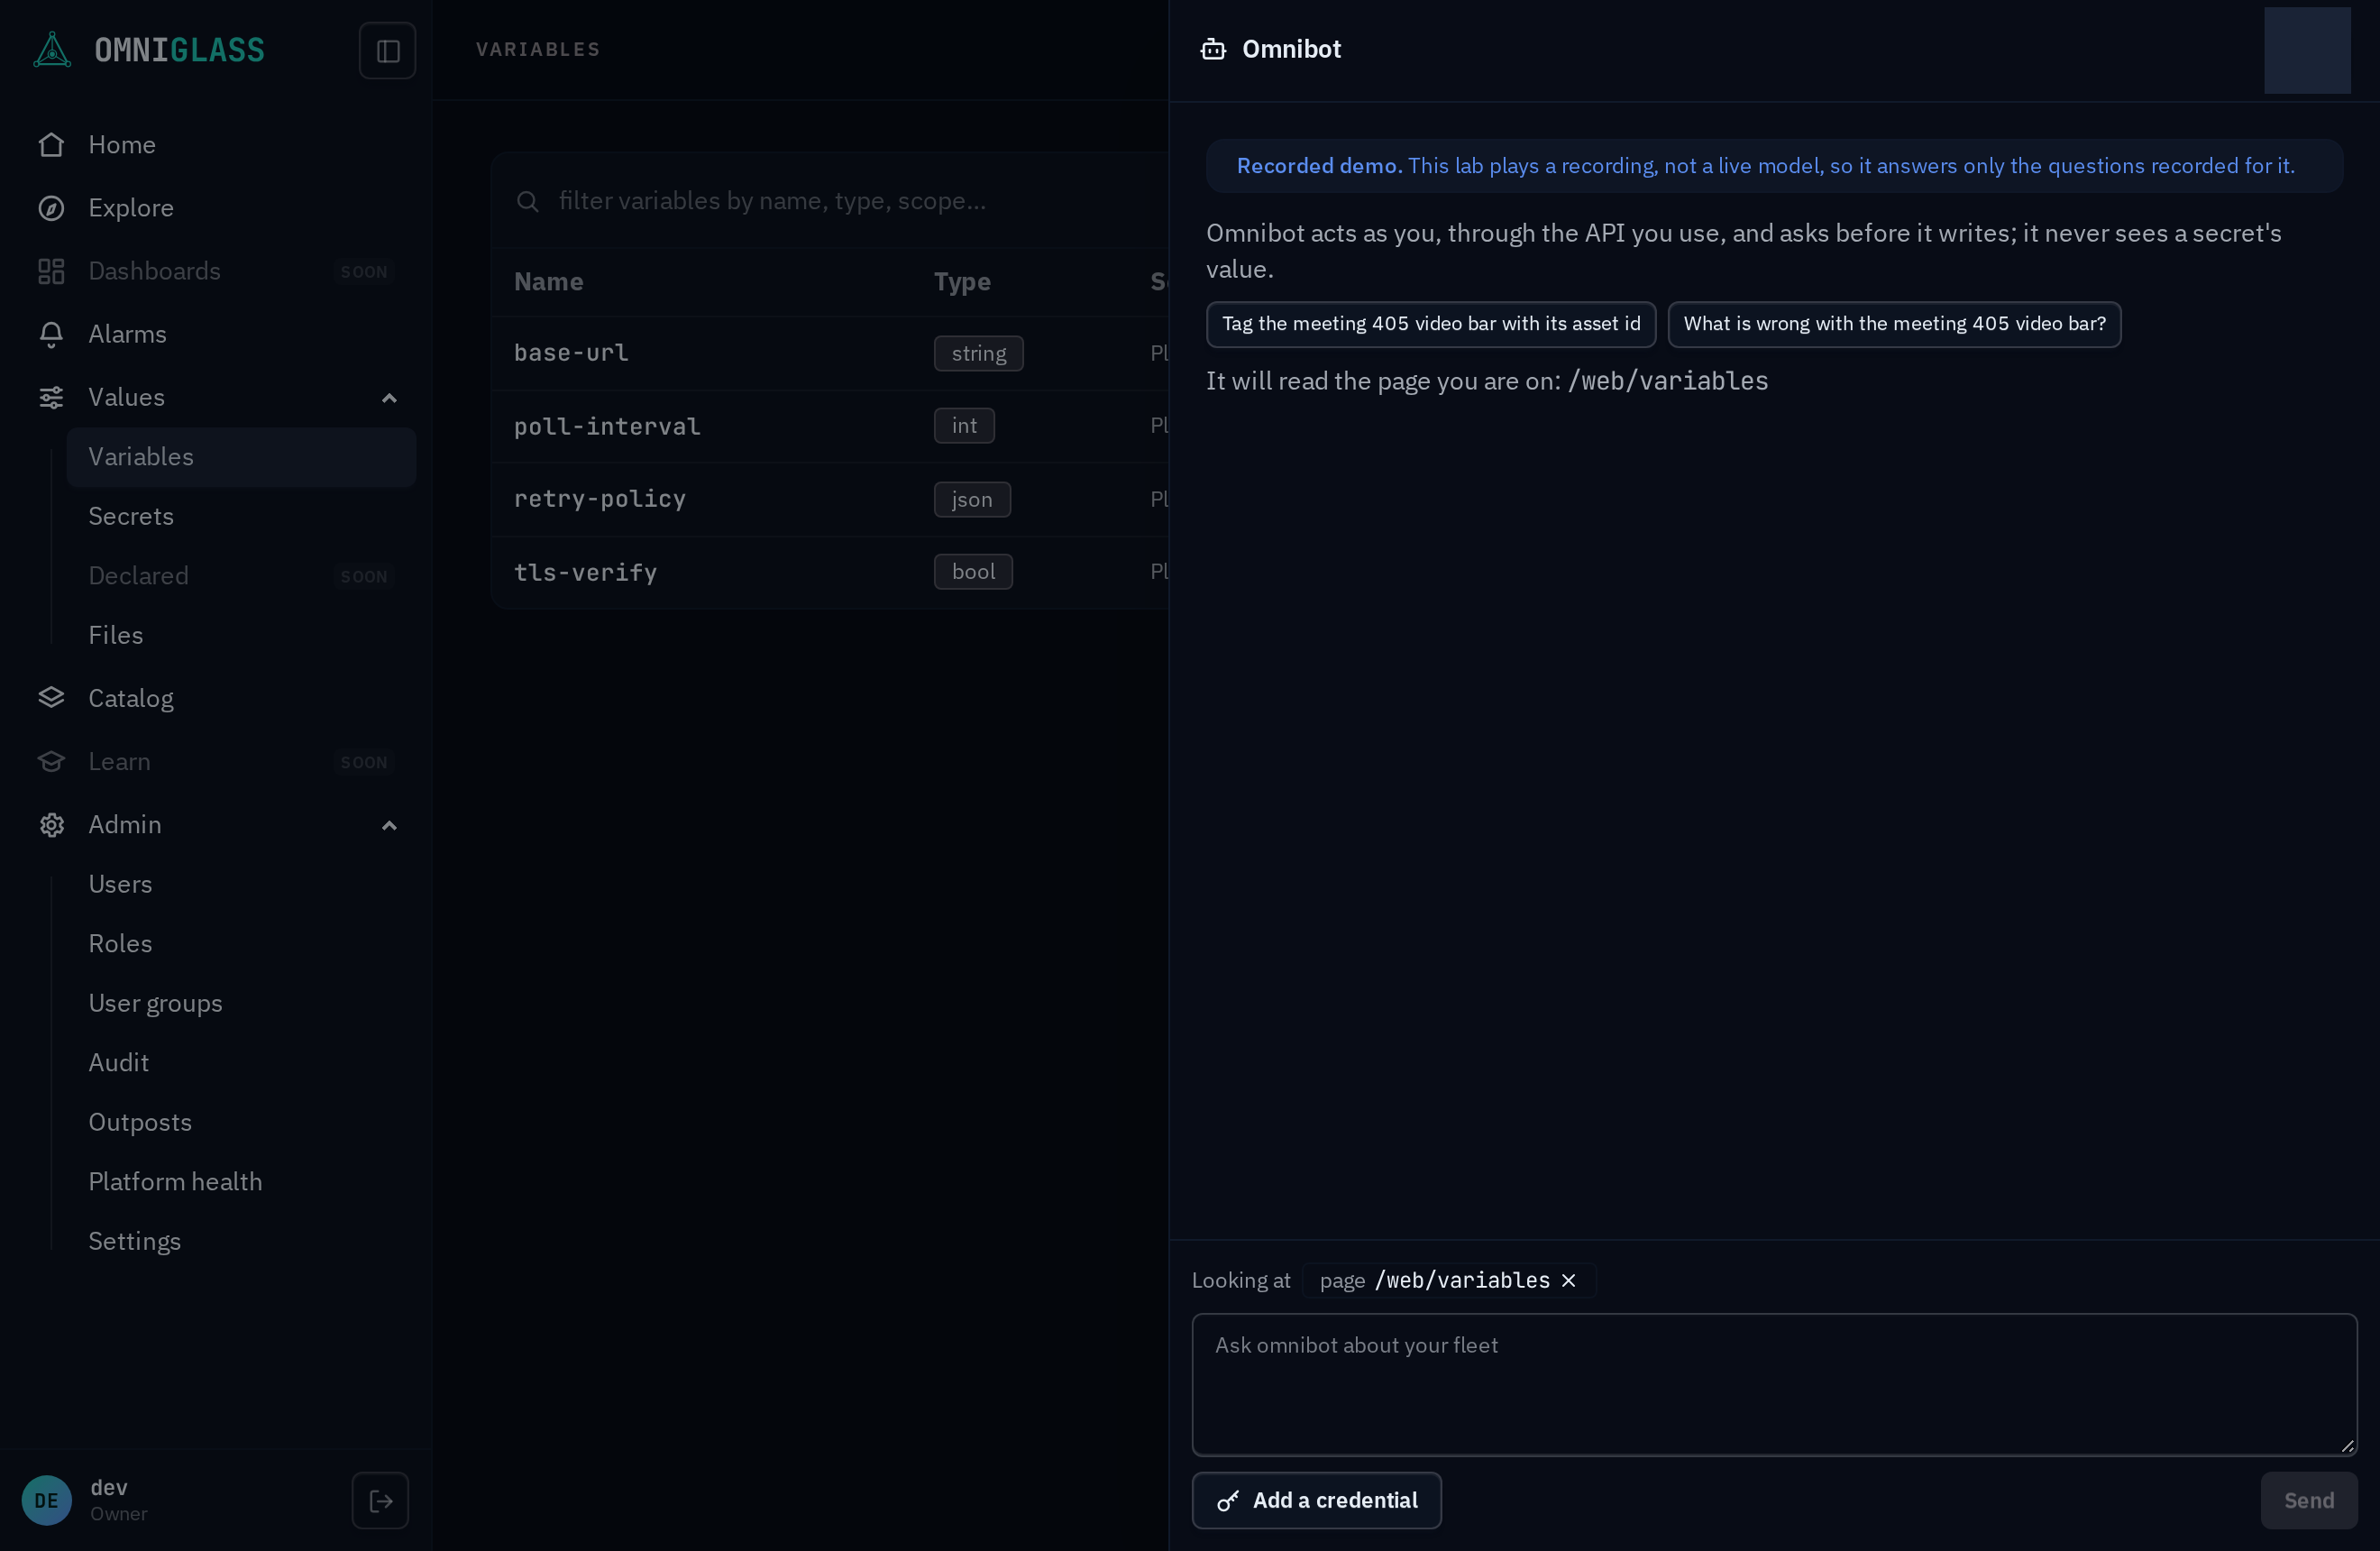 OMNIGLASS
Home
Explore
Dashboards SOON
Alarms
Values
Variables
Secrets
Declared SOON
Files
Catalog
Learn SOON
Admin
Users
Roles
User groups
Audit
Outposts
Platform health
Settings
DE dev
Owner
VARIABLES
filter variables by name, type, scope...
Name Type
base-url string
poll-interval int
retry-policy json
tls-verify bool
Omnibot
Recorded demo. This lab plays a recording, not a live model, so it answers only the questions recorded for it.
Omnibot acts as you, through the API you use, and asks before it writes; it never sees a secret's
value.
Tag the meeting 405 video bar with its asset id What is wrong with the meeting 405 video bar?
It will read the page you are on: /web/variables
Looking at page /web/variables
Ask omnibot about your fleet
Add a credential Send